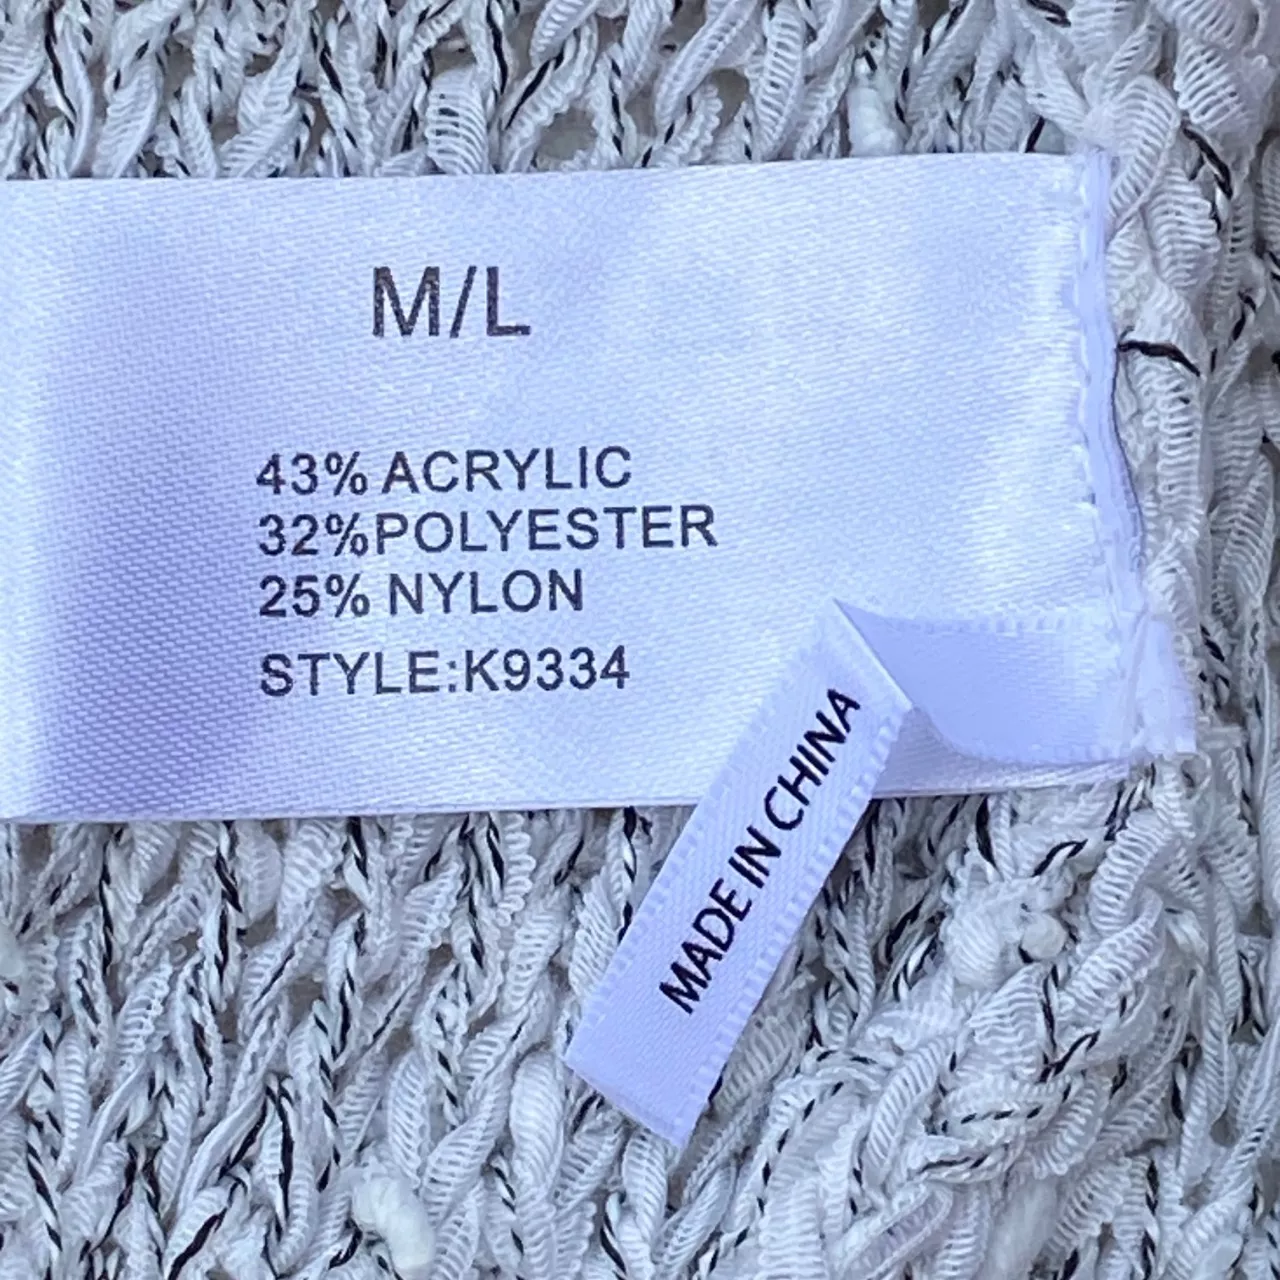 M/L
43% ACRYLIC
32%POLYESTER
25% NYLON
STYLE:K9334
MADE IN CHINA